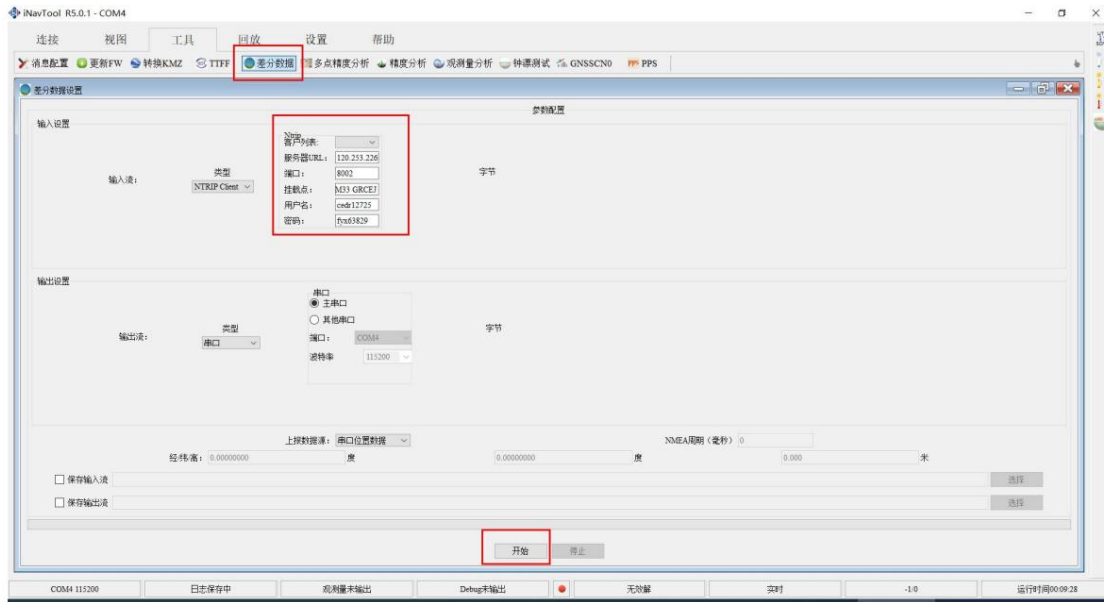 iNavTool R5.0.1 - COM4
连接 视图 工具 回放 设置 帮助
消息配置 更新FW 转换KMZ TTFF 差分数据 多点精度分析 精度分析 观测量分析 钟漂测试 GNSSCN0 PPS PPS
差分数据设置
参数配置
输入设置
Ntrip
客户列表:
服务器URL: 120.253.226
类型
端口: 8002
字节
输入流:
NTRIP Client
挂载点: M33 GRCEJ
用户名: cedr12725
密码: fyx63829
输出设置
串口
主串口
其他串口
类型
字节
输出流:
串口
端口: COM4
波特率 115200
上报数据源: 串口位置数据
NMEA周期(毫秒) 0
经/纬/高: 0.00000000 度 0.00000000 度 0.000 米
保存输入流 选择
保存输出流 选择
开始 停止
COM4 115200 日志保存中 观测量未输出 Debug未输出 无效解 实时 -1/0 运行时间00:09:28